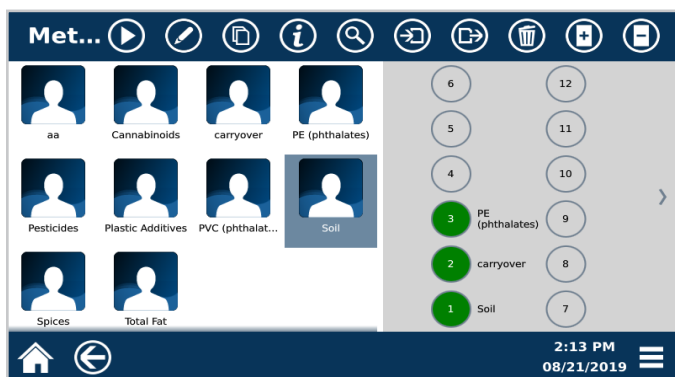 Met...
aa
Cannabinoids
carryover
PE (phthalates)
Pesticides
Plastic Additives
PVC (phthalat...
Soil
Spices
Total Fat
6
12
5
11
4
10
3
PE
(phthalates)
9
2
carryover
8
1
Soil
7
2:13 PM
08/21/2019